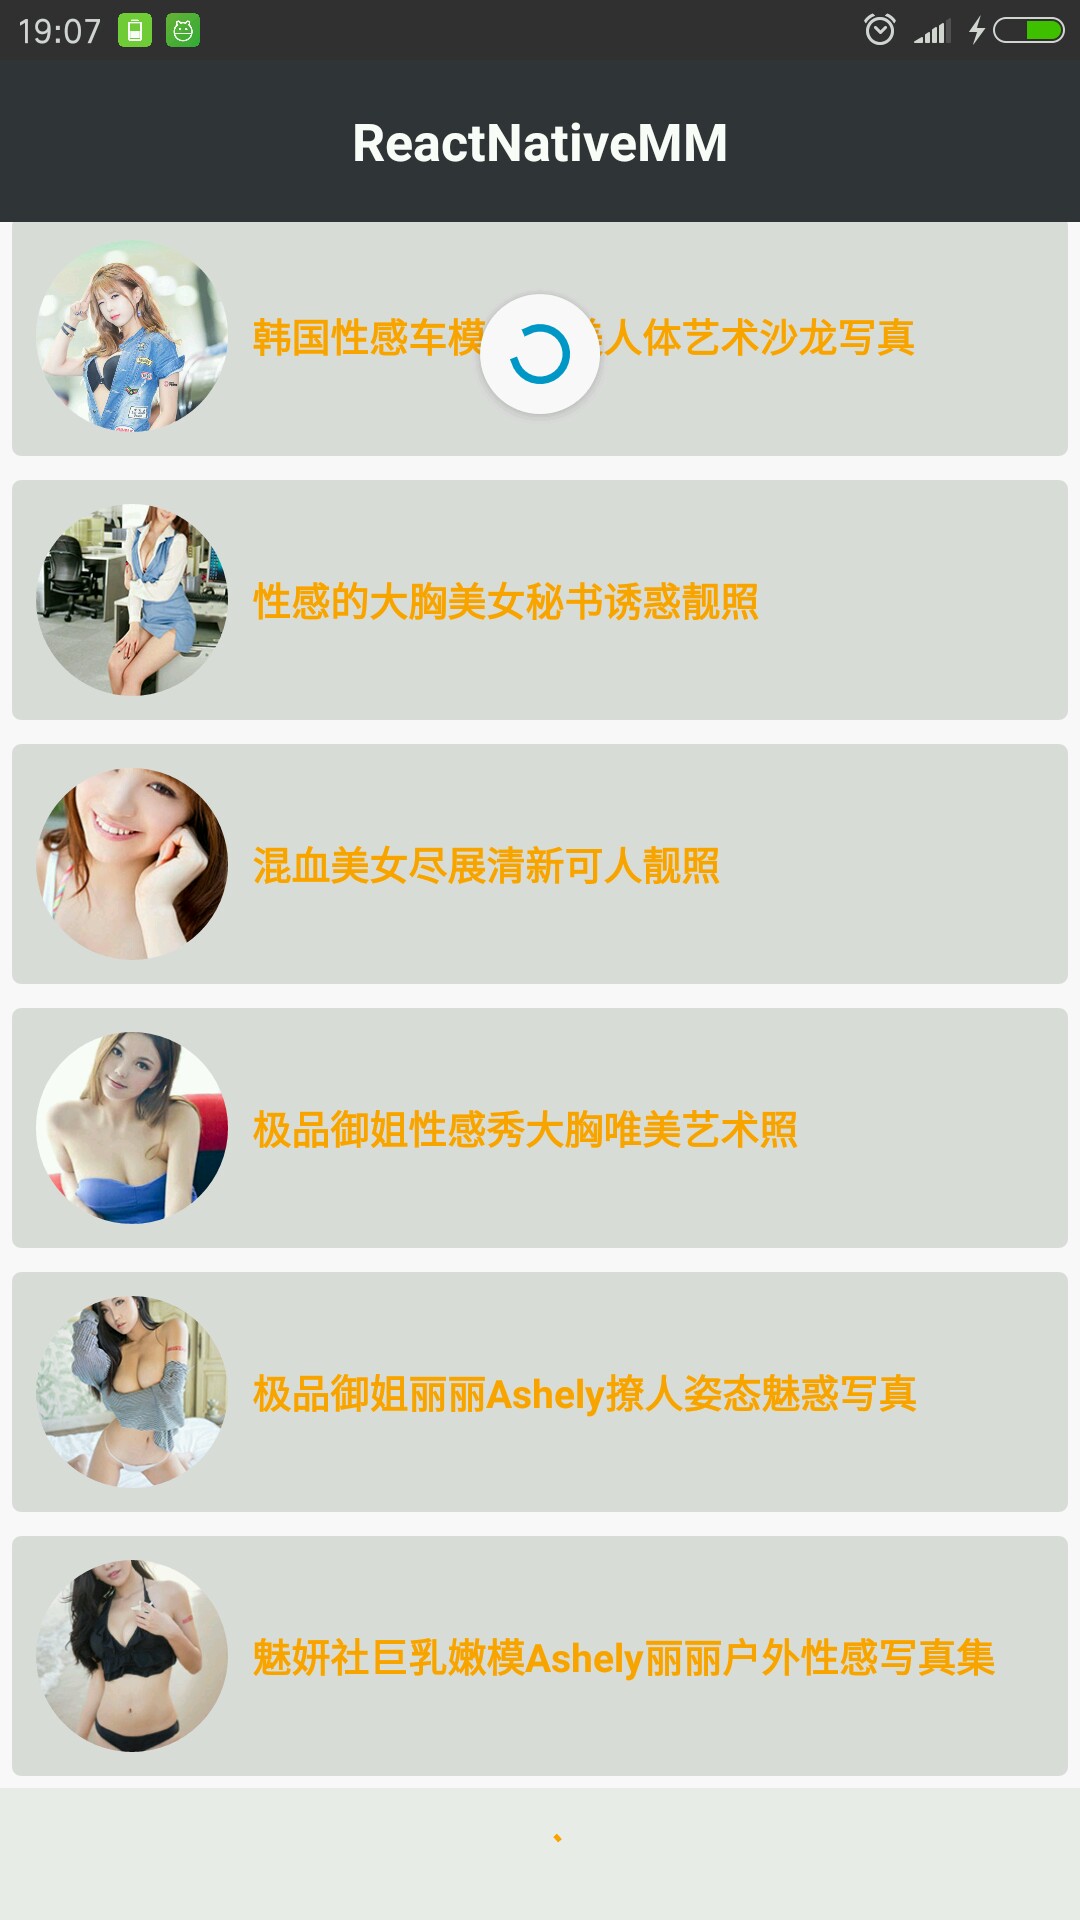 19:07
ReactNativeMM
韩国性感车模人体艺术沙龙写真
性感的大胸美女秘书诱惑靓照
混血美女尽展清新可人靓照
极品御姐性感秀大胸唯美艺术照
极品御姐丽丽Ashely撩人姿态魅惑写真
魅妍社巨乳嫩模Ashely丽丽户外性感写真集